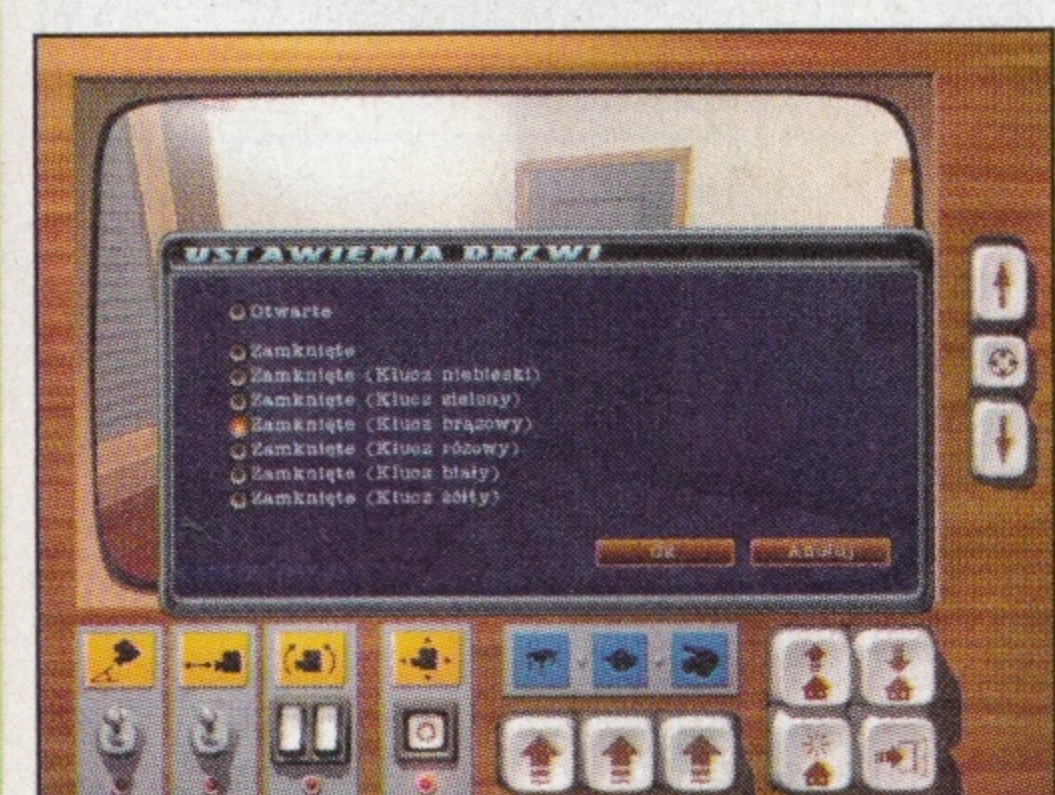 USTAWIENIA DRZWI
Otwarte
Zamknięte
Zamknięte (Klucz niebieski)
Zamknięte (Klucz zielony)
Zamknięte (Klucz brązowy)
Zamknięte (Klucz różowy)
Zamknięte (Klucz biały)
Zamknięte (Klucz żółty)
OK
Anuluj